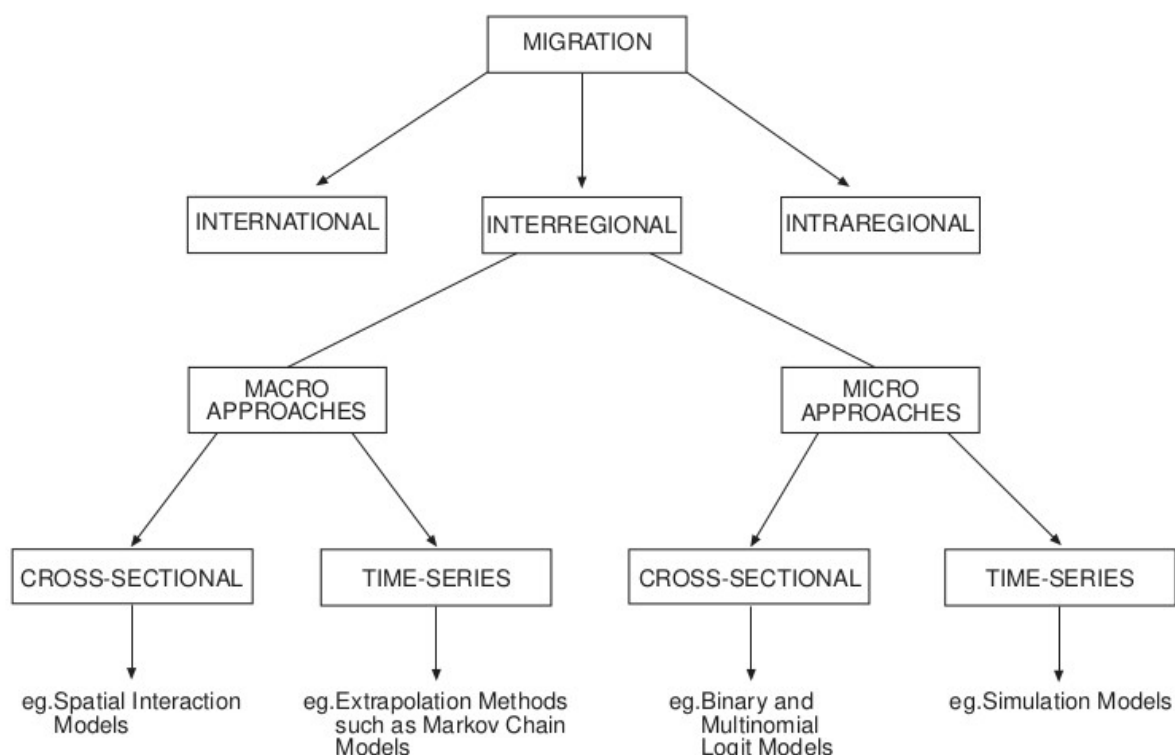 MIGRATION
INTERNATIONAL
INTERREGIONAL
INTRAREGIONAL
MACRO
APPROACHES
MICRO
APPROACHES
CROSS-SECTIONAL
TIME-SERIES
CROSS-SECTIONAL
TIME-SERIES
eg.Spatial Interaction
Models
eg.Extrapolation Methods
such as Markov Chain
Models
eg.Binary and
Multinomial
Logit Models
eg.Simulation Models